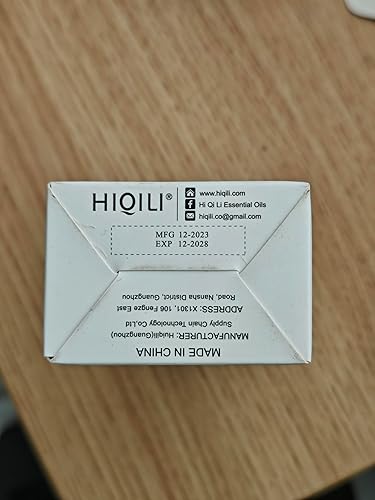 HIQILI®
www.hiqili.com
Hi Qi Li Essential Oils
hiqili.co@gmail.com
MFG 12-2023
EXP 12-2028
MADE IN CHINA
MANUFACTURER: Huiqili(Guangzhou)
Supply Chain Technology Co.,Ltd
ADDRESS: X1301, 106 Fengze East
Road, Nansha District, Guangzhou